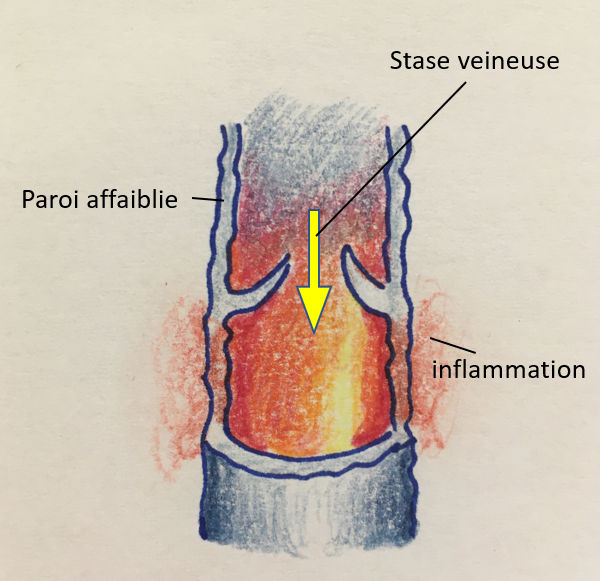 Stase veineuse
Paroi affaiblie
inflammation